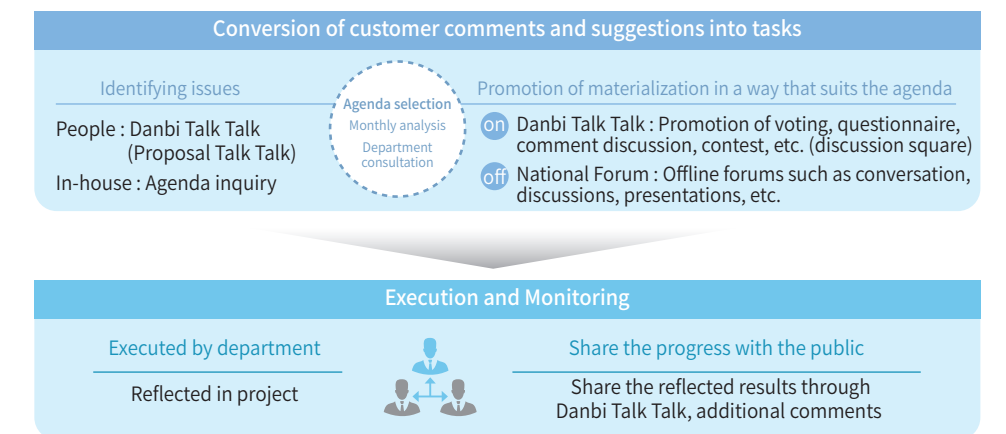 Conversion of customer comments and suggestions into tasks
Identifying issues
People : Danbi Talk Talk
(Proposal Talk Talk)
In-house : Agenda inquiry
Agenda selection
Monthly analysis
Department
consultation
Promotion of materialization in a way that suits the agenda
on Danbi Talk Talk : Promotion of voting, questionnaire,
comment discussion, contest, etc. (discussion square)
off National Forum : Offline forums such as conversation,
discussions, presentations, etc.
Execution and Monitoring
Executed by department
Reflected in project
Share the progress with the public
Share the reflected results through
Danbi Talk Talk, additional comments